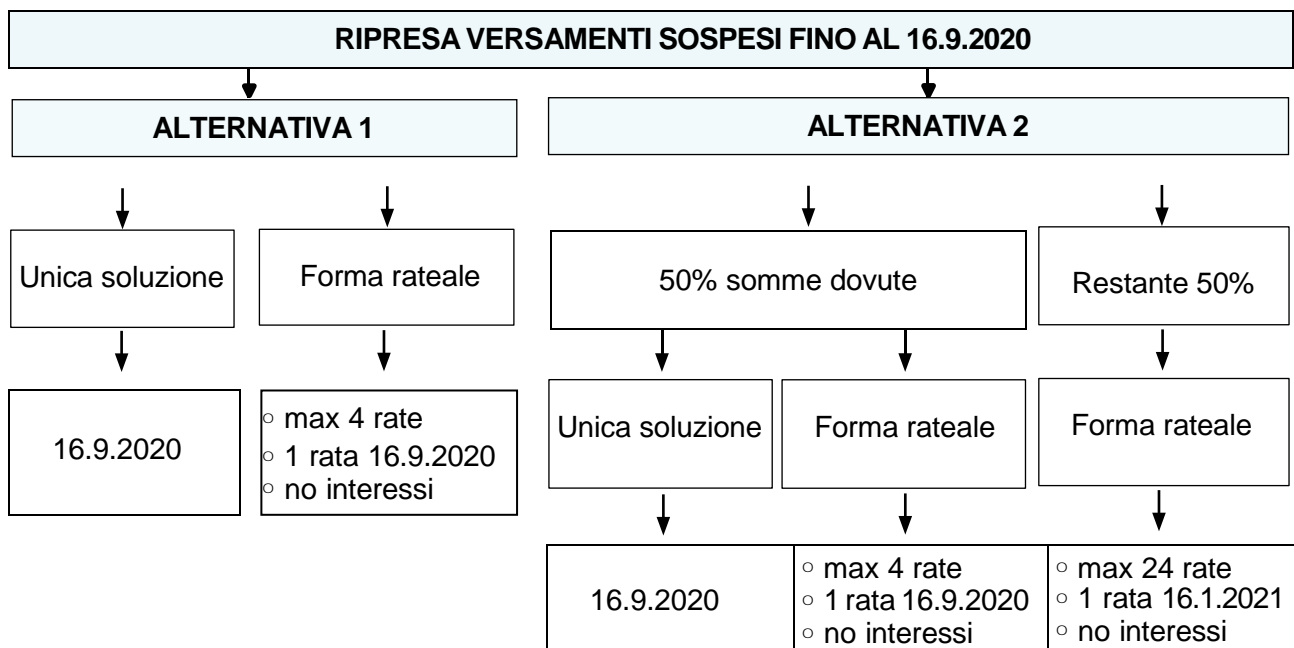 RIPRESA VERSAMENTI SOSPESI FINO AL 16.9.2020
ALTERNATIVA 1
ALTERNATIVA 2
Unica soluzione
Forma rateale
50% somme dovute
Restante 50%
16.9.2020
○ max 4 rate
○ 1 rata 16.9.2020
○ no interessi
Unica soluzione
Forma rateale
Forma rateale
16.9.2020
○ max 4 rate
○ 1 rata 16.9.2020
○ no interessi
○ max 24 rate
○ 1 rata 16.1.2021
○ no interessi